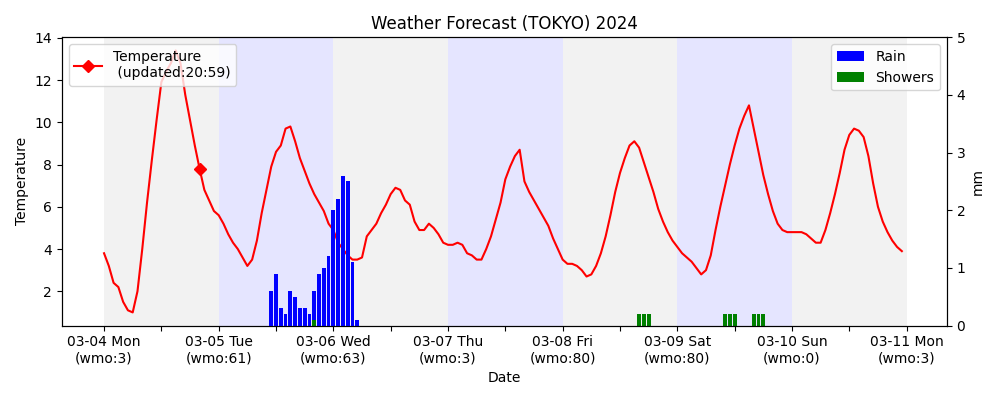 Weather Forecast (TOKYO) 2024
Temperature
(updated:20:59)
Rain
Showers
14
12
10
8
6
4
2
Temperature
5
4
3
2
1
0
mm
03-04 Mon 03-05 Tue 03-06 Wed 03-07 Thu 03-08 Fri 03-09 Sat 03-10 Sun 03-11 Mon
(wmo:3) (wmo:61) (wmo:63) (wmo:3) (wmo:80) (wmo:80) (wmo:0) (wmo:3)
Date